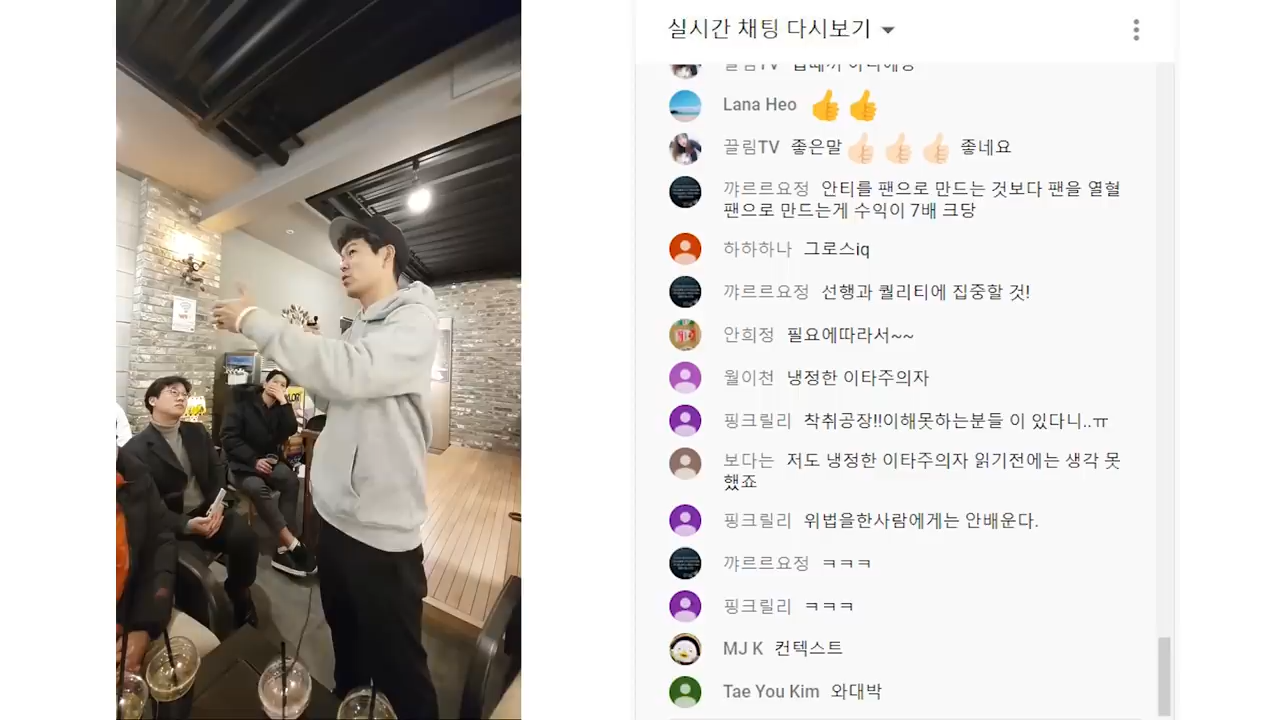 실시간 채팅 다시보기
Lana Heo 👍 👍
끌림TV 좋은말👍🏻👍🏻👍🏻 좋네요
꺄르르요정 안티를 팬으로 만드는 것보다 팬을 열혈
팬으로 만드는게 수익이 7배 크당
하하하나 그로스iq
꺄르르요정 선행과 퀄리티에 집중할 것!
안희정 필요에따라서~~
월이천 냉정한 이타주의자
핑크릴리 착취공장!!이해못하는분들 이 있다니..ㅠ
보다는 저도 냉정한 이타주의자 읽기전에는 생각 못
했죠
핑크릴리 위법을한사람에게는 안배운다.
꺄르르요정 ㅋㅋㅋ
핑크릴리 ㅋㅋㅋ
MJ K 컨텍스트
Tae You Kim 와대박